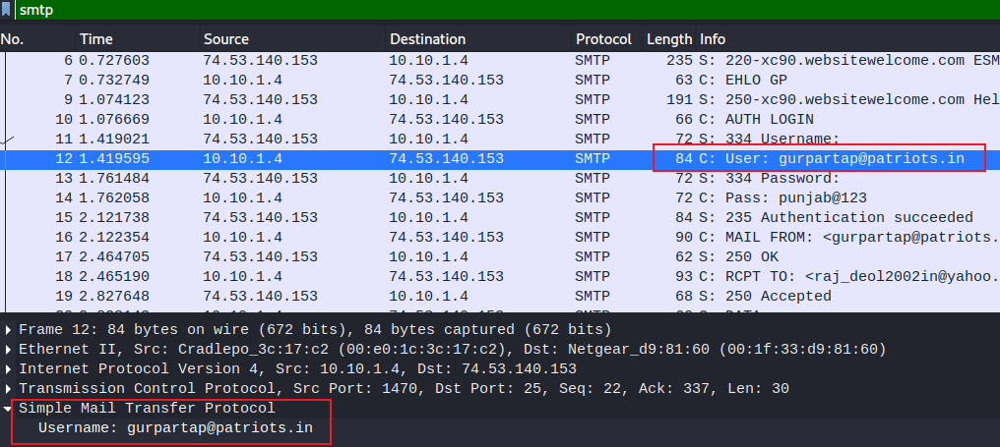 smtp
No. Time Source Destination Protocol Length Info
6 0.727603 74.53.140.153 10.10.1.4 SMTP 235 S: 220-xc90.websitewelcome.com ESM
7 0.732749 10.10.1.4 74.53.140.153 SMTP 63 C: EHLO GP
9 1.074123 74.53.140.153 10.10.1.4 SMTP 191 S: 250-xc90.websitewelcome.com Hel
10 1.076669 10.10.1.4 74.53.140.153 SMTP 66 C: AUTH LOGIN
11 1.419021 74.53.140.153 10.10.1.4 SMTP 72 S: 334 Username:
12 1.419595 10.10.1.4 74.53.140.153 SMTP 84 C: User: gurpartap@patriots.in
13 1.761484 74.53.140.153 10.10.1.4 SMTP 72 S: 334 Password:
14 1.762058 10.10.1.4 74.53.140.153 SMTP 72 C: Pass: punjab@123
15 2.121738 74.53.140.153 10.10.1.4 SMTP 84 S: 235 Authentication succeeded
16 2.122354 10.10.1.4 74.53.140.153 SMTP 90 C: MAIL FROM: <gurpartap@patriots.
17 2.464705 74.53.140.153 10.10.1.4 SMTP 62 S: 250 OK
18 2.465190 10.10.1.4 74.53.140.153 SMTP 93 C: RCPT TO: <raj_deol2002in@yahoo.
19 2.827648 74.53.140.153 10.10.1.4 SMTP 68 S: 250 Accepted
Frame 12: 84 bytes on wire (672 bits), 84 bytes captured (672 bits)
Ethernet II, Src: Cradlepo_3c:17:c2 (00:e0:1c:3c:17:c2), Dst: Netgear_d9:81:60 (00:1f:33:d9:81:60)
Internet Protocol Version 4, Src: 10.10.1.4, Dst: 74.53.140.153
Transmission Control Protocol, Src Port: 1470, Dst Port: 25, Seq: 22, Ack: 337, Len: 30
Simple Mail Transfer Protocol
Username: gurpartap@patriots.in